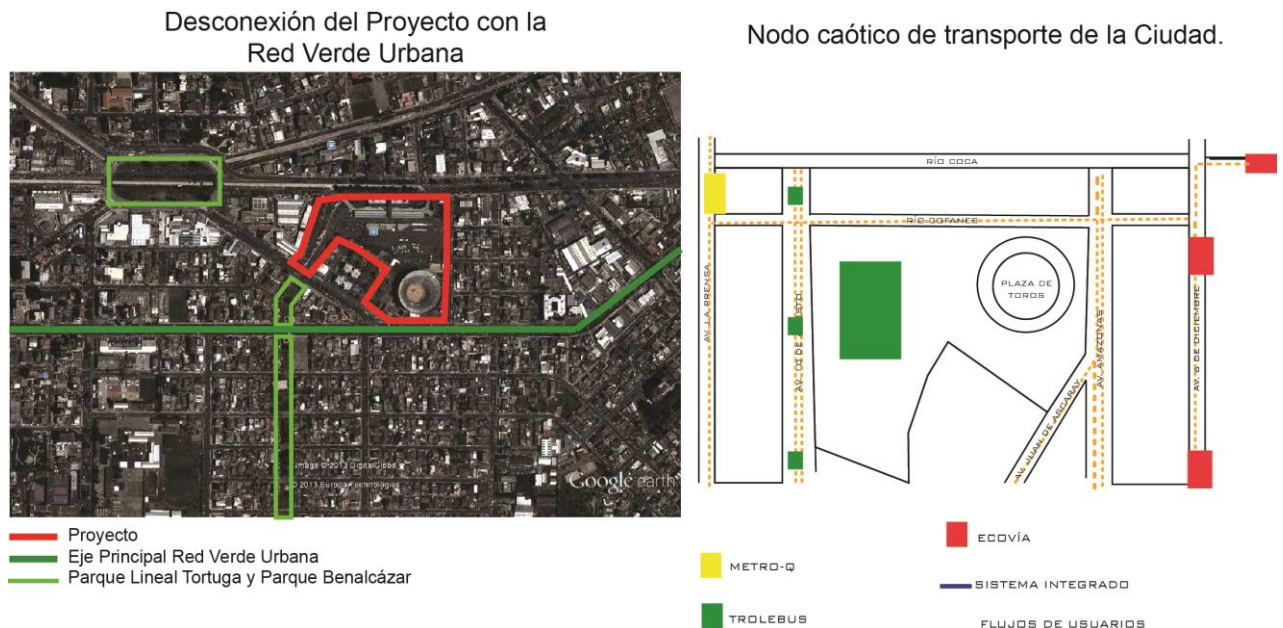 Desconexión del Proyecto con la
Red Verde Urbana
Image © 2013 DigitalGlobe
© 2013 Europa Technologies
Google earth
Proyecto
Eje Principal Red Verde Urbana
Parque Lineal Tortuga y Parque Benalcázar
Nodo caótico de transporte de la Ciudad.
RÍO COCA
RÍO COFANES
AV. LA PRENSA
PLAZA DE
TOROS
AV. AMAZONAS
AV. 6 DE DICIEMBRE
AV. JUAN DE ASCARAY
ECOVÍA
METRO-Q
SISTEMA INTEGRADO
TROLEBUS
FLUJOS DE USUARIOS